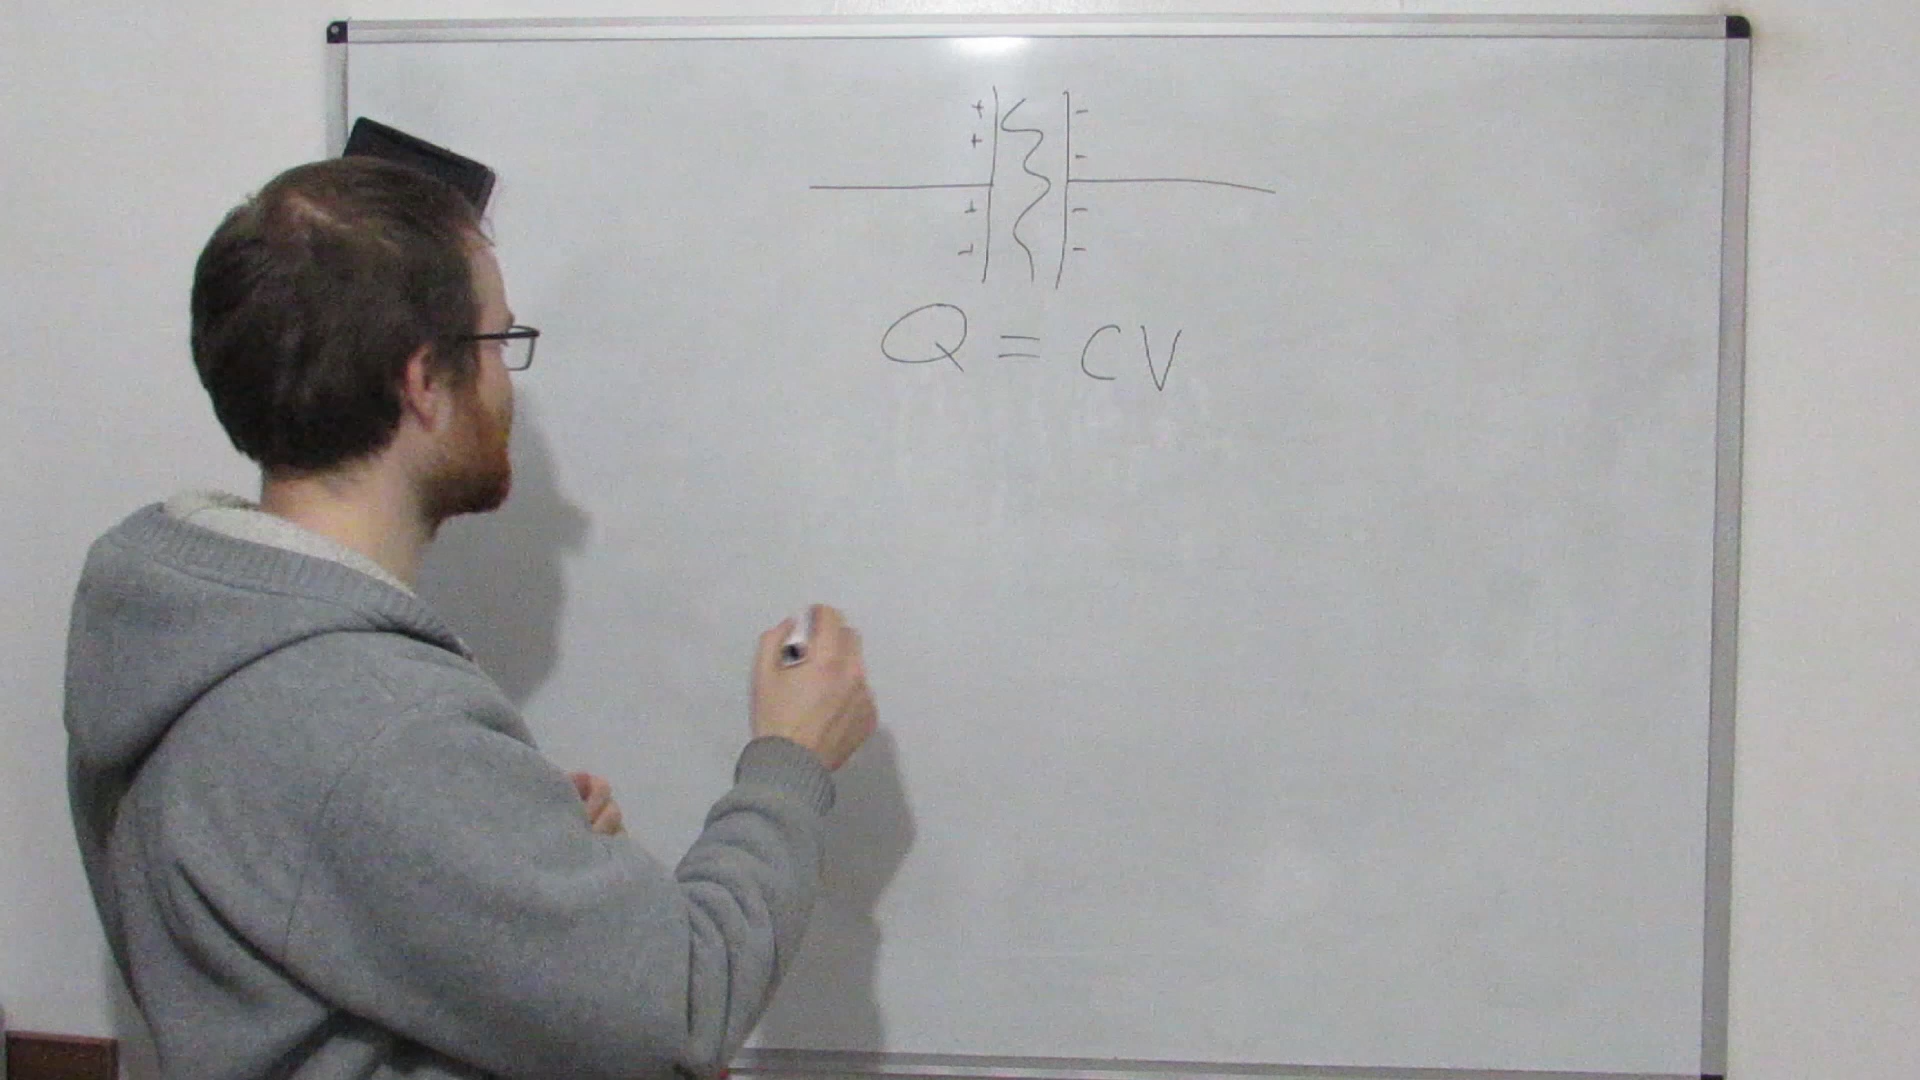 + -
+ -
+ -
- -
Q = CV